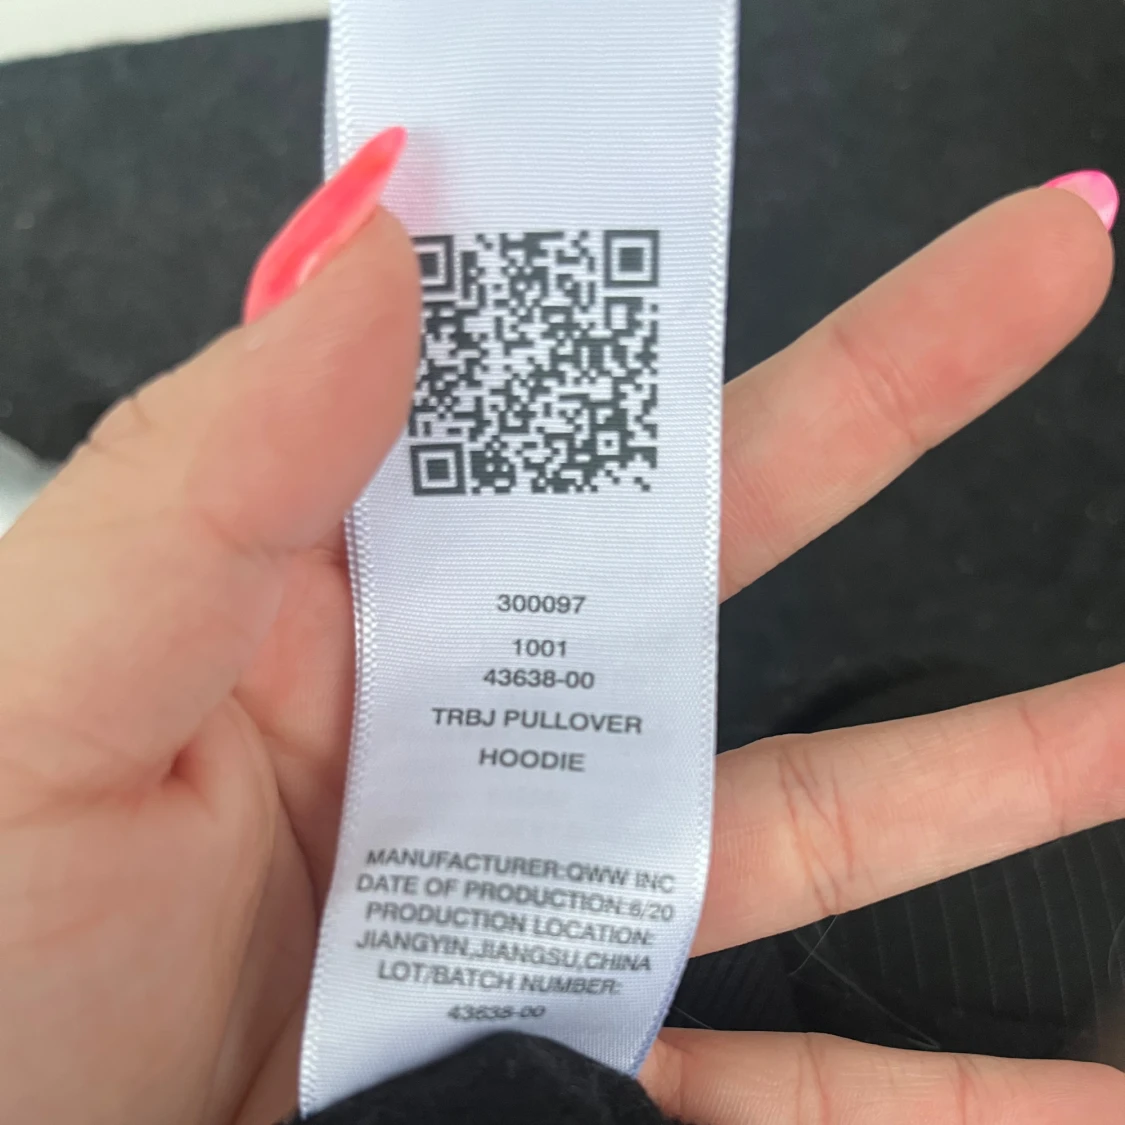 300097
1001
43638-00
TRBJ PULLOVER
HOODIE
MANUFACTURER:QWW INC
DATE OF PRODUCTION:6/20
PRODUCTION LOCATION:
JIANGYIN,JIANGSU,CHINA
LOT/BATCH NUMBER:
43638-00